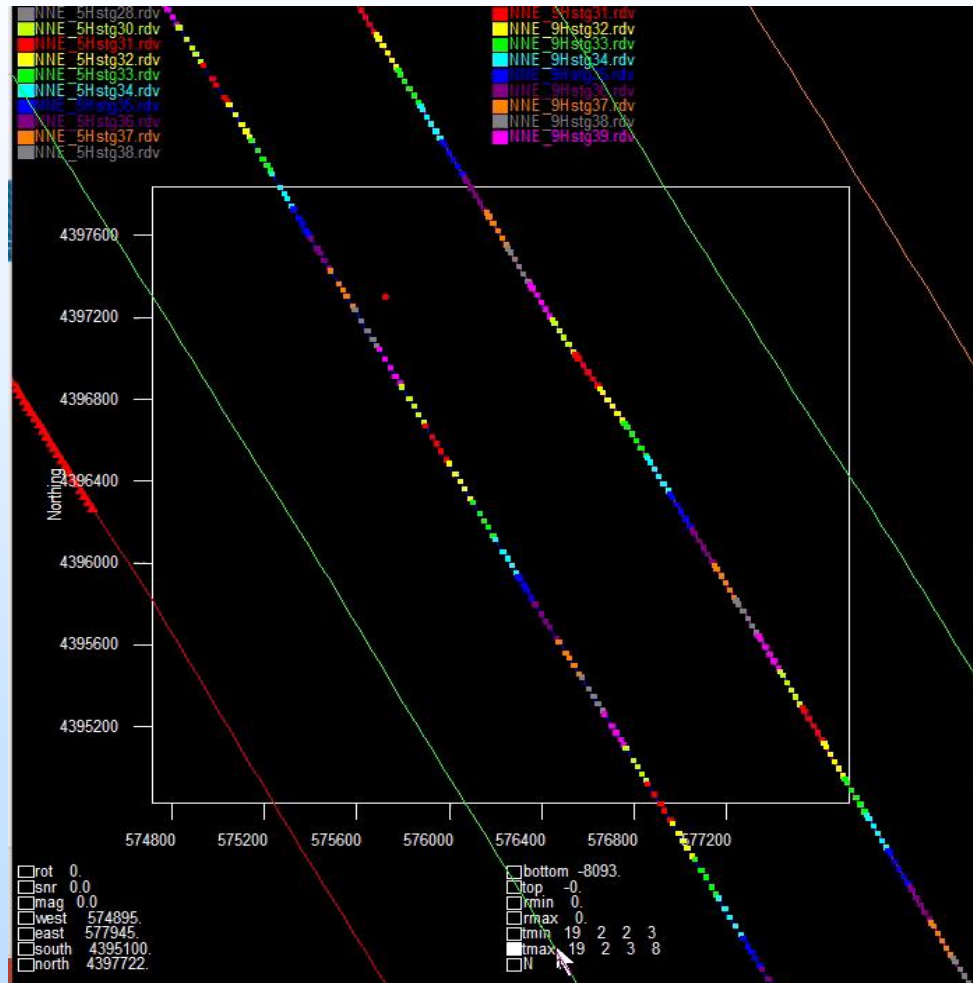 NNE_5Hstg28.rdv
NNE_5Hstg30.rdv
NNE_5Hstg31.rdv
NNE_5Hstg32.rdv
NNE_5Hstg33.rdv
NNE_5Hstg34.rdv
NNE_5Hstg35.rdv
NNE_5Hstg36.rdv
NNE_5Hstg37.rdv
NNE_5Hstg38.rdv
NNE_9Hstg31.rdv
NNE_9Hstg32.rdv
NNE_9Hstg33.rdv
NNE_9Hstg34.rdv
NNE_9Hstg35.rdv
NNE_9Hstg36.rdv
NNE_9Hstg37.rdv
NNE_9Hstg38.rdv
NNE_9Hstg39.rdv
4397600
4397200
4396800
4396400
4396000
4395600
4395200
Northing
574800 575200 575600 576000 576400 576800 577200
rot 0.
snr 0.0
mag 0.0
west 574895.
east 577945.
south 4395100.
north 4397722.
bottom -8093.
top -0.
rmin 0.
rmax 0.
tmin 19 2 2 3
tmax 19 2 3 8
N